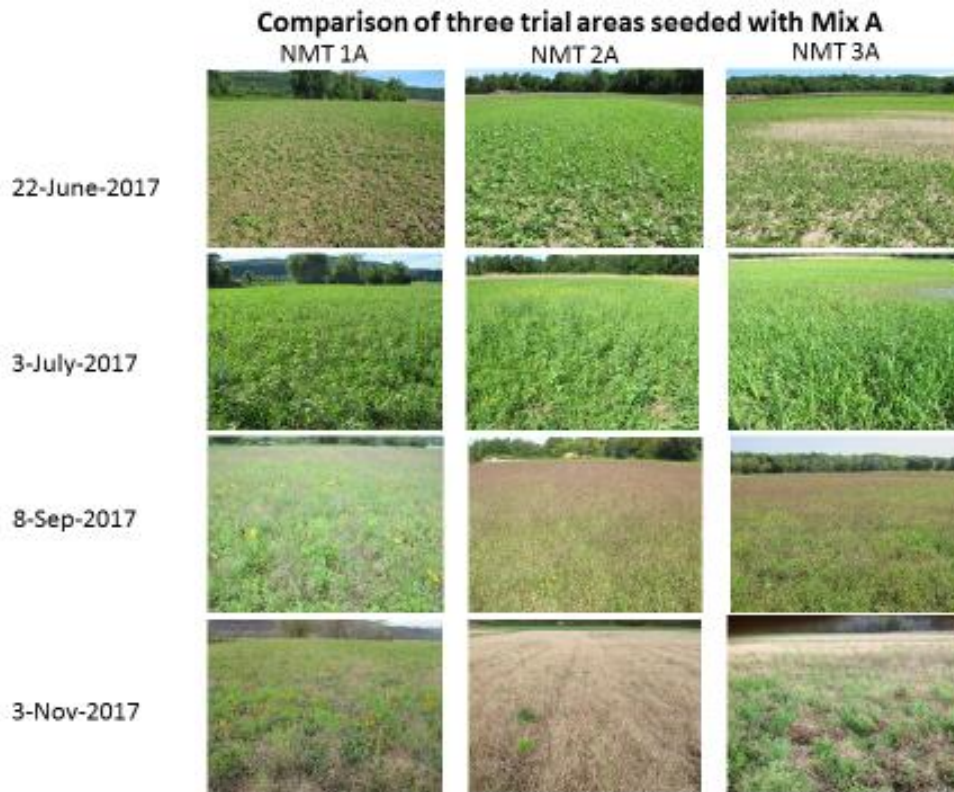 Comparison of three trial areas seeded with Mix A
NMT 1A NMT 2A NMT 3A
22-June-2017
3-July-2017
8-Sep-2017
3-Nov-2017